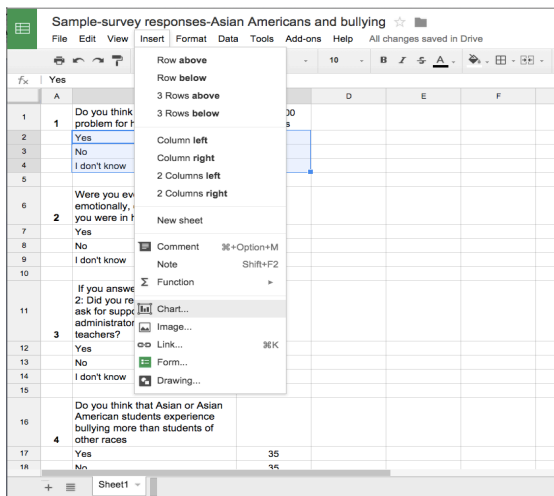 Sample-survey responses-Asian Americans and bullying
File Edit View Insert Format Data Tools Add-ons Help All changes saved in Drive
10 B I S A
fx Yes
A D E F
1 1 Do you think 00
problem for h s
2 Yes
3 No
4 I don't know
5
6 2 Were you ev
emotionally,
you were in h
7 Yes
8 No
9 I don't know
10
11 3 If you answe
2: Did you re
ask for suppo
administrator
teachers?
12 Yes
13 No
14 I don't know
15
16 4 Do you think that Asian or Asian
American students experience
bullying more than students of
other races
17 Yes 35
18 No 35
Row above
Row below
3 Rows above
3 Rows below
Column left
Column right
2 Columns left
2 Columns right
New sheet
Comment ⌘+Option+M
Note Shift+F2
Σ Function ►
Chart...
Image...
Link... ⌘K
Form...
Drawing...
+ Sheet1